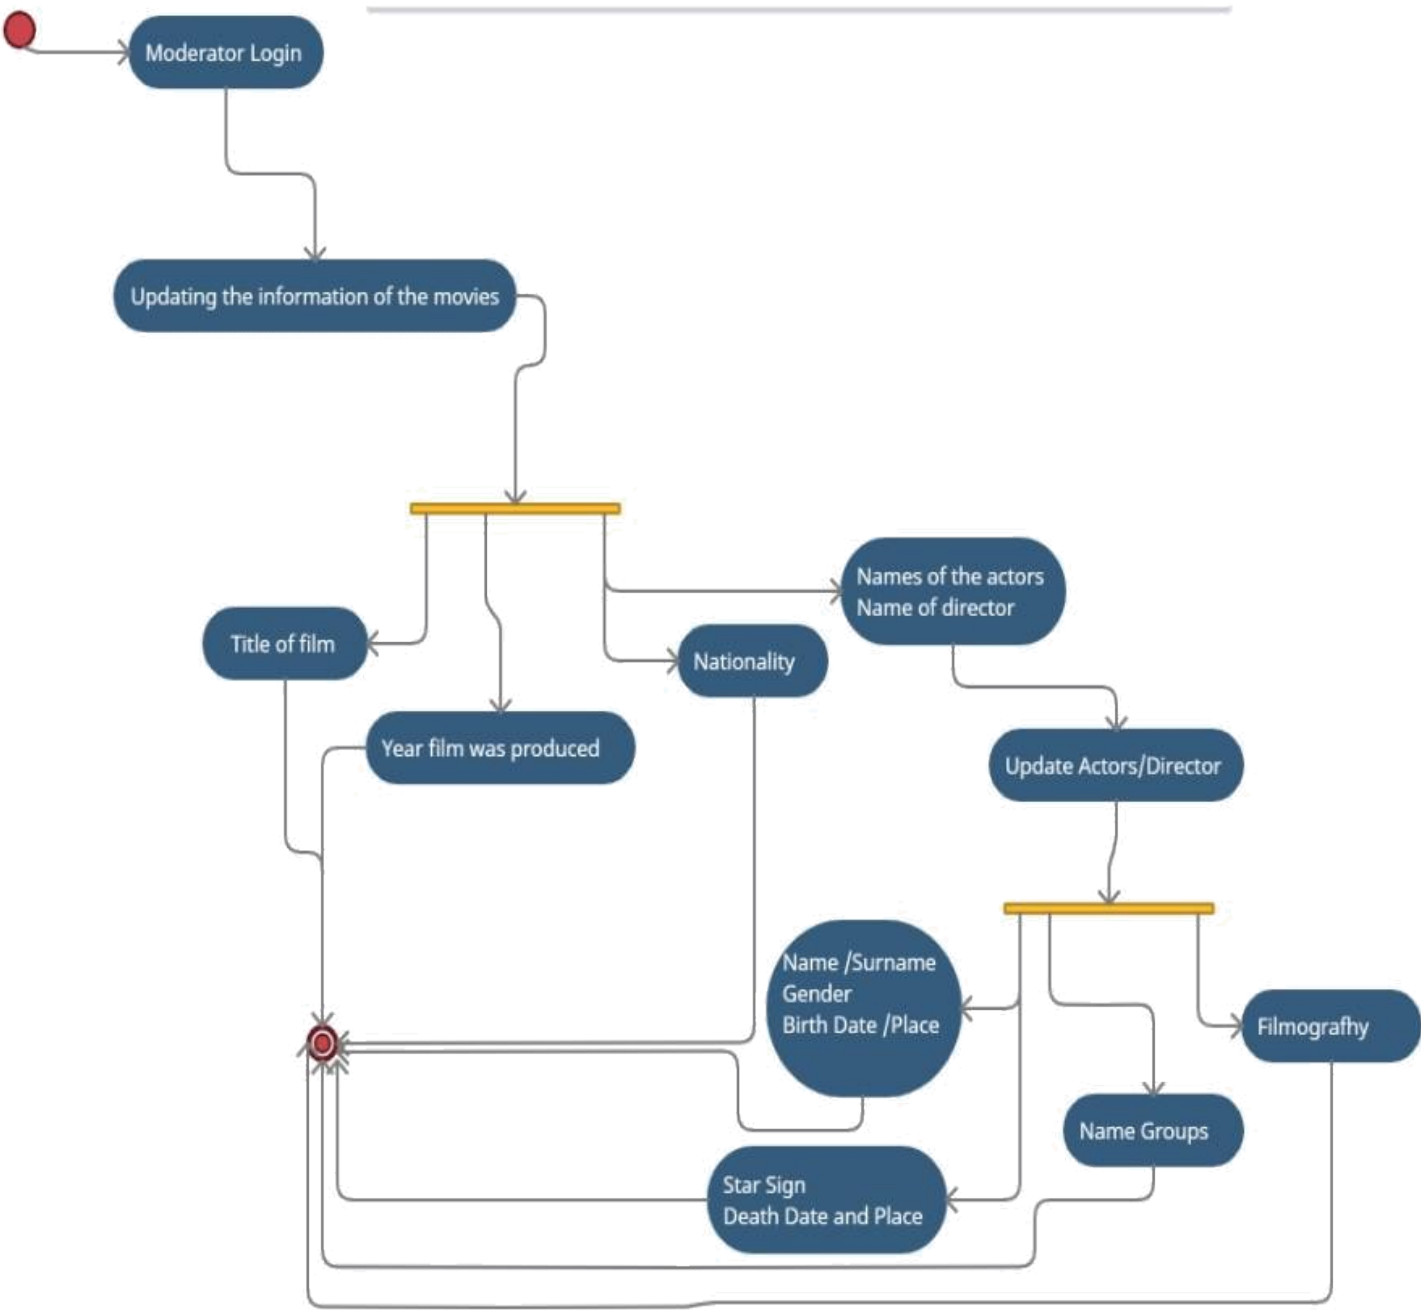 Moderator Login
Updating the information of the movies
Names of the actors
Name of director
Title of film
Nationality
Year film was produced
Update Actors/Director
Name /Surname
Gender
Birth Date /Place
Filmografhy
Name Groups
Star Sign
Death Date and Place